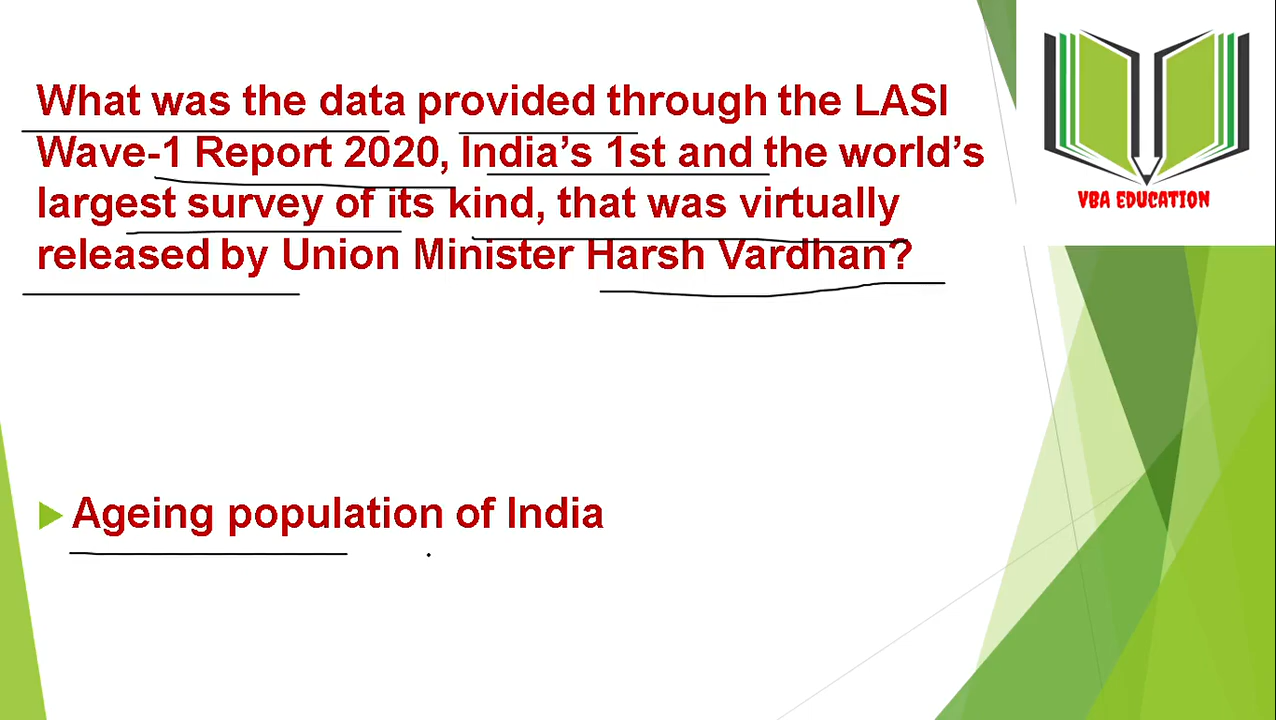 What was the data provided through the LASI
Wave-1 Report 2020, India's 1st and the world's
largest survey of its kind, that was virtually
released by Union Minister Harsh Vardhan?
VBA EDUCATION
Ageing population of India